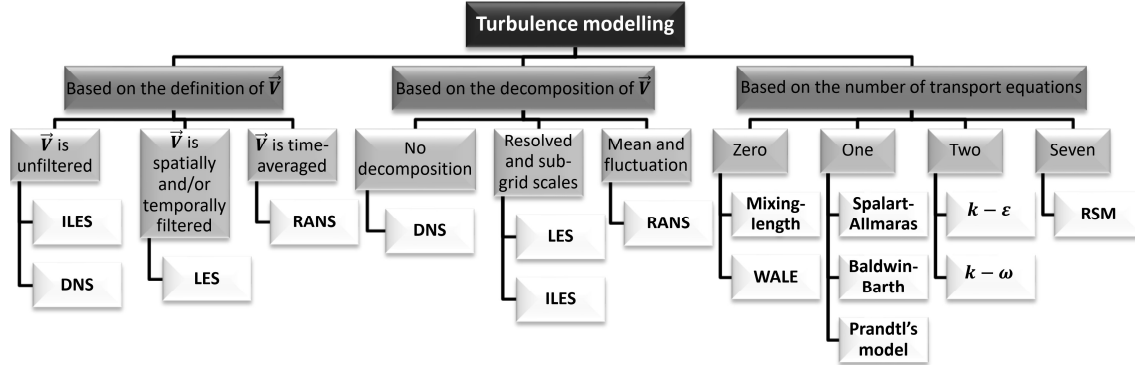 Turbulence modelling
Based on the definition of V⃗
Based on the decomposition of V⃗
Based on the number of transport equations
V⃗ is
unfiltered
ILES
DNS
V⃗ is
spatially
and/or
temporally
filtered
LES
V⃗ is time-
averaged
RANS
No
decomposition
DNS
Resolved
and sub-
grid scales
LES
ILES
Mean and
fluctuation
RANS
Zero
Mixing-
length
WALE
One
Spalart-
Allmaras
Baldwin-
Barth
Prandtl's
model
Two
k − ε
k − ω
Seven
RSM